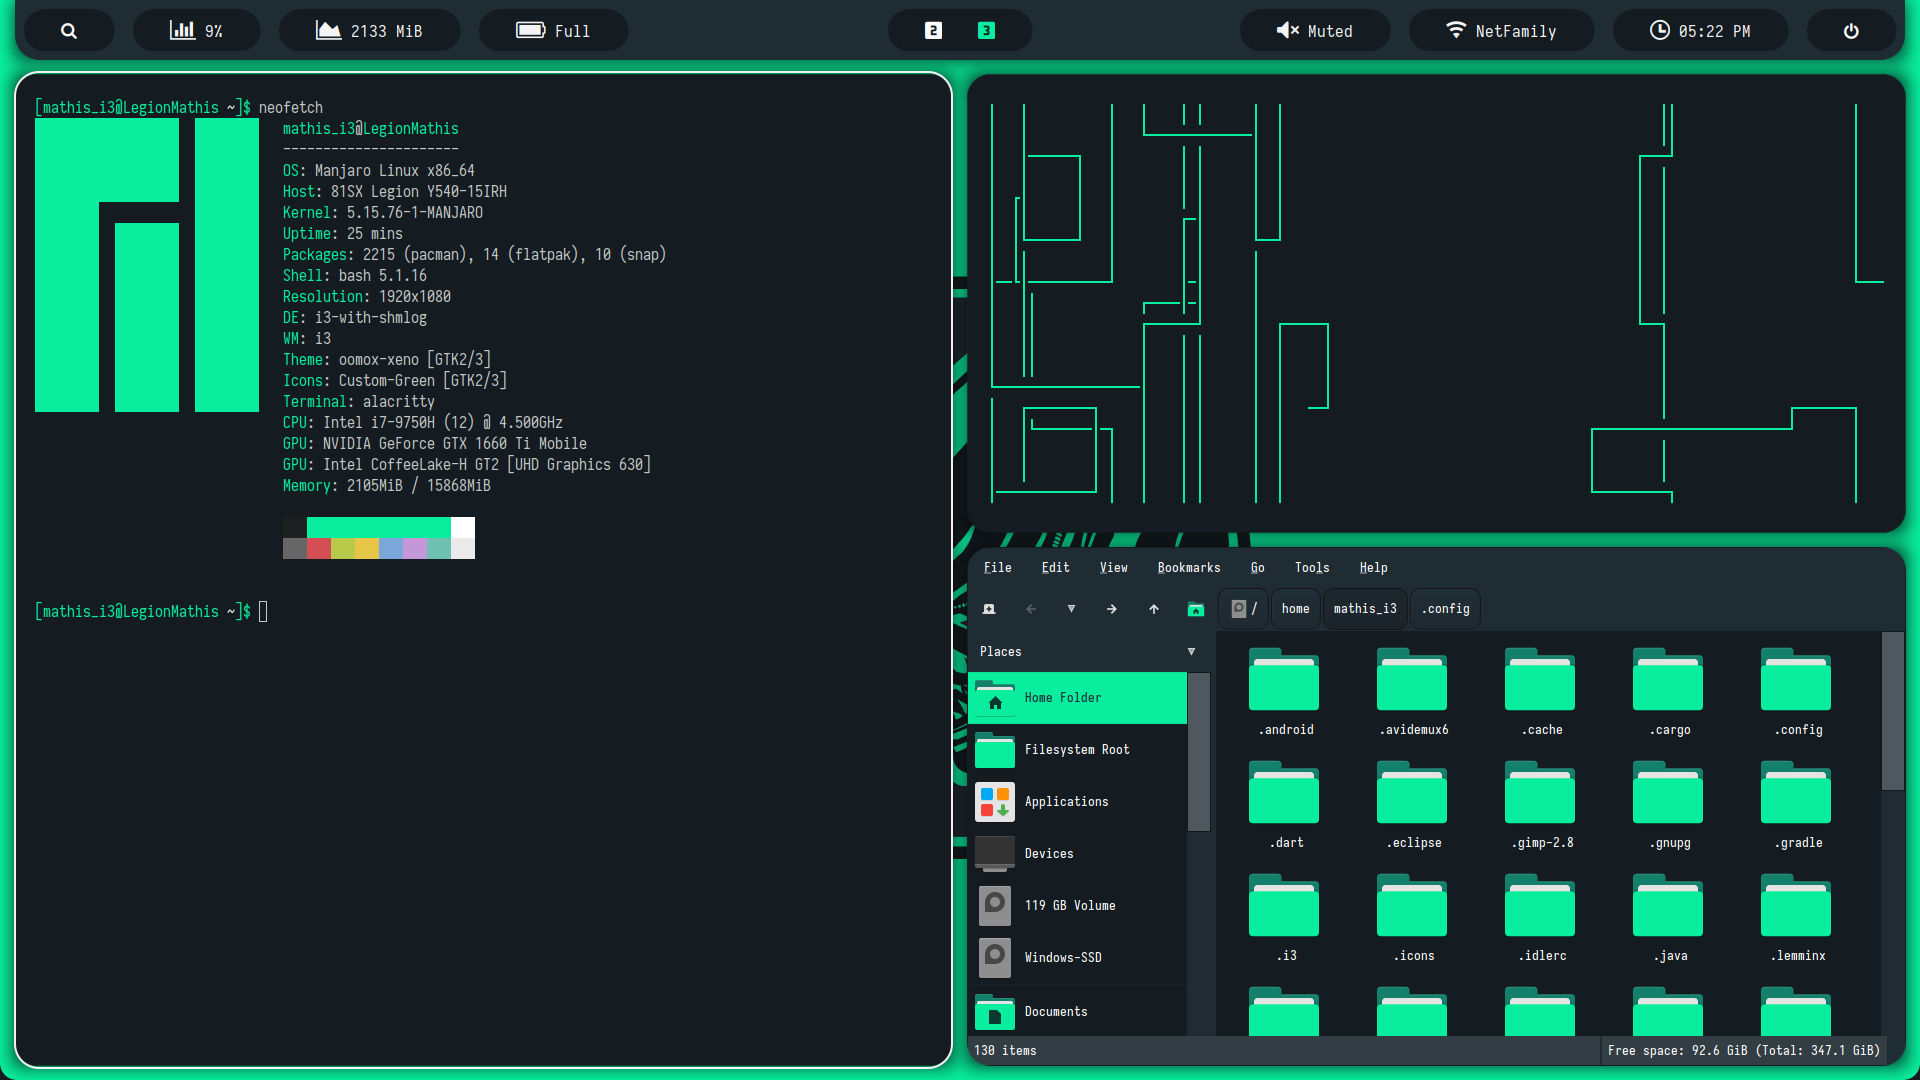 9%
2133 MiB
Full
2
3
Muted
NetFamily
05:22 PM
[mathis_i3@LegionMathis ~]$ neofetch
mathis_i3@LegionMathis
----------------------
OS: Manjaro Linux x86_64
Host: 81SX Legion Y540-15IRH
Kernel: 5.15.76-1-MANJARO
Uptime: 25 mins
Packages: 2215 (pacman), 14 (flatpak), 10 (snap)
Shell: bash 5.1.16
Resolution: 1920x1080
DE: i3-with-shmlog
WM: i3
Theme: oomox-xeno [GTK2/3]
Icons: Custom-Green [GTK2/3]
Terminal: alacritty
CPU: Intel i7-9750H (12) @ 4.500GHz
GPU: NVIDIA GeForce GTX 1660 Ti Mobile
GPU: Intel CoffeeLake-H GT2 [UHD Graphics 630]
Memory: 2105MiB / 15868MiB
[mathis_i3@LegionMathis ~]$
File Edit View Bookmarks Go Tools Help
/ home mathis_i3 .config
Places
Home Folder
Filesystem Root
Applications
Devices
119 GB Volume
Windows-SSD
Documents
.android .avidemux6 .cache .cargo .config
.dart .eclipse .gimp-2.8 .gnupg .gradle
.i3 .icons .idlerc .java .lemminx
130 items
Free space: 92.6 GiB (Total: 347.1 GiB)